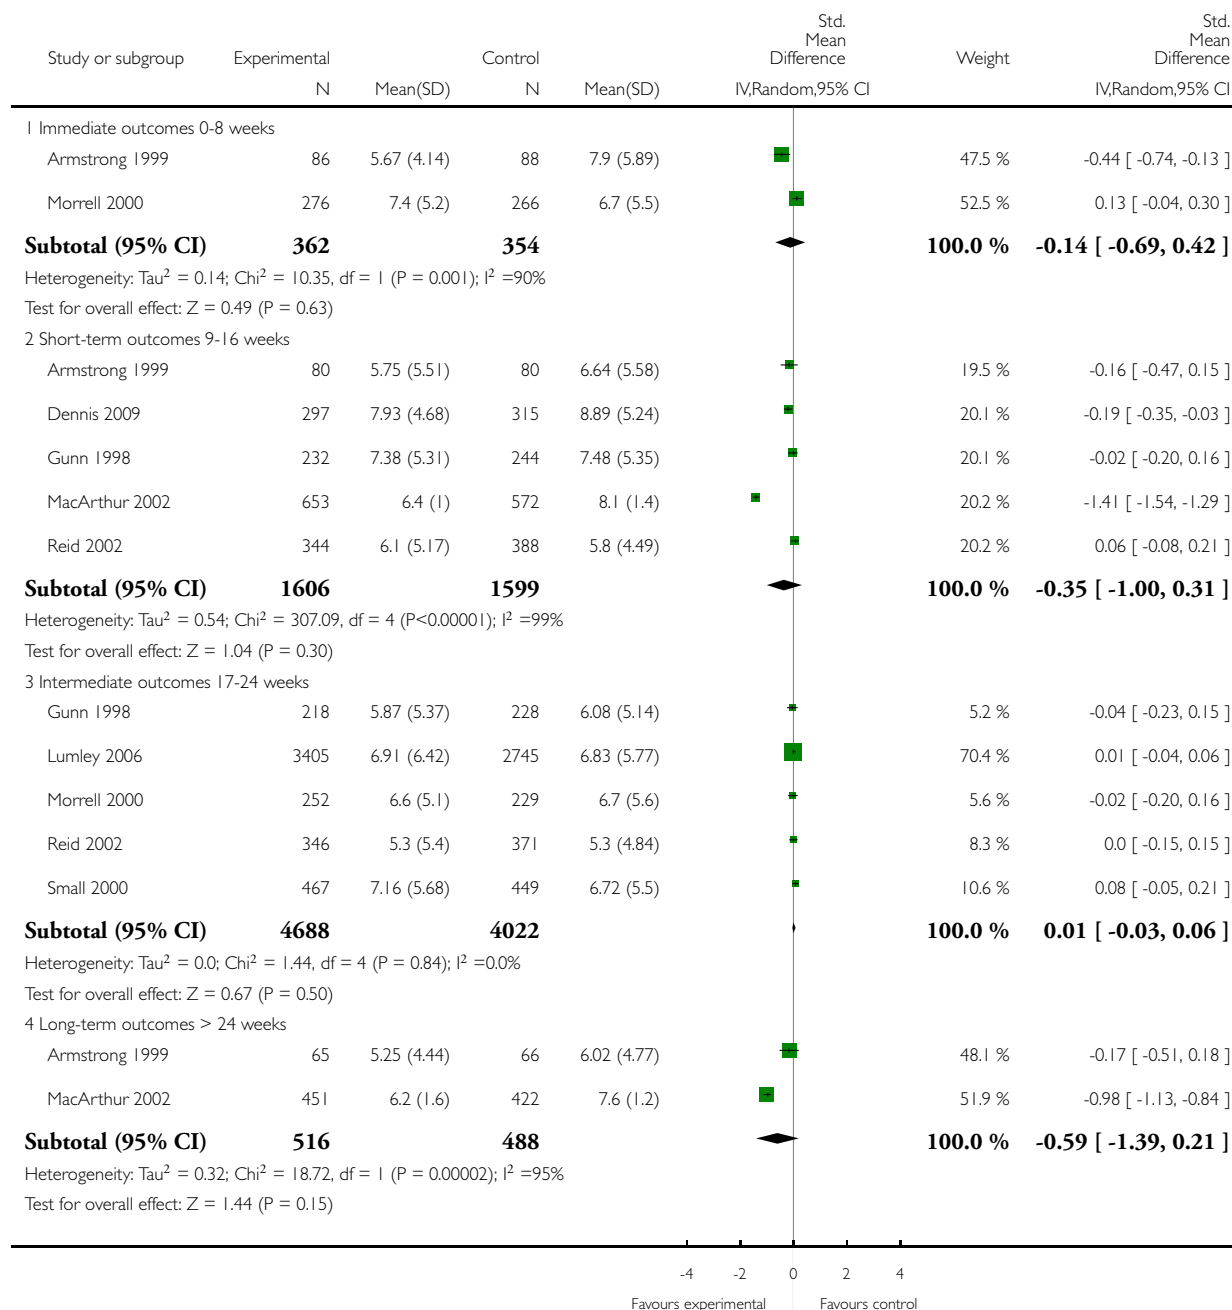 Std. Mean Difference Std. Mean Difference
Study or subgroup Experimental Control Weight
N Mean(SD) N Mean(SD) IV,Random,95% CI IV,Random,95% CI
1 Immediate outcomes 0-8 weeks
Armstrong 1999 86 5.67 (4.14) 88 7.9 (5.89) 47.5 % -0.44 [ -0.74, -0.13 ]
Morrell 2000 276 7.4 (5.2) 266 6.7 (5.5) 52.5 % 0.13 [ -0.04, 0.30 ]
Subtotal (95% CI) 362 354 100.0 % -0.14 [ -0.69, 0.42 ]
Heterogeneity: Tau² = 0.14; Chi² = 10.35, df = 1 (P = 0.001); I² =90%
Test for overall effect: Z = 0.49 (P = 0.63)
2 Short-term outcomes 9-16 weeks
Armstrong 1999 80 5.75 (5.51) 80 6.64 (5.58) 19.5 % -0.16 [ -0.47, 0.15 ]
Dennis 2009 297 7.93 (4.68) 315 8.89 (5.24) 20.1 % -0.19 [ -0.35, -0.03 ]
Gunn 1998 232 7.38 (5.31) 244 7.48 (5.35) 20.1 % -0.02 [ -0.20, 0.16 ]
MacArthur 2002 653 6.4 (1) 572 8.1 (1.4) 20.2 % -1.41 [ -1.54, -1.29 ]
Reid 2002 344 6.1 (5.17) 388 5.8 (4.49) 20.2 % 0.06 [ -0.08, 0.21 ]
Subtotal (95% CI) 1606 1599 100.0 % -0.35 [ -1.00, 0.31 ]
Heterogeneity: Tau² = 0.54; Chi² = 307.09, df = 4 (P<0.00001); I² =99%
Test for overall effect: Z = 1.04 (P = 0.30)
3 Intermediate outcomes 17-24 weeks
Gunn 1998 218 5.87 (5.37) 228 6.08 (5.14) 5.2 % -0.04 [ -0.23, 0.15 ]
Lumley 2006 3405 6.91 (6.42) 2745 6.83 (5.77) 70.4 % 0.01 [ -0.04, 0.06 ]
Morrell 2000 252 6.6 (5.1) 229 6.7 (5.6) 5.6 % -0.02 [ -0.20, 0.16 ]
Reid 2002 346 5.3 (5.4) 371 5.3 (4.84) 8.3 % 0.0 [ -0.15, 0.15 ]
Small 2000 467 7.16 (5.68) 449 6.72 (5.5) 10.6 % 0.08 [ -0.05, 0.21 ]
Subtotal (95% CI) 4688 4022 100.0 % 0.01 [ -0.03, 0.06 ]
Heterogeneity: Tau² = 0.0; Chi² = 1.44, df = 4 (P = 0.84); I² =0.0%
Test for overall effect: Z = 0.67 (P = 0.50)
4 Long-term outcomes > 24 weeks
Armstrong 1999 65 5.25 (4.44) 66 6.02 (4.77) 48.1 % -0.17 [ -0.51, 0.18 ]
MacArthur 2002 451 6.2 (1.6) 422 7.6 (1.2) 51.9 % -0.98 [ -1.13, -0.84 ]
Subtotal (95% CI) 516 488 100.0 % -0.59 [ -1.39, 0.21 ]
Heterogeneity: Tau² = 0.32; Chi² = 18.72, df = 1 (P = 0.00002); I² =95%
Test for overall effect: Z = 1.44 (P = 0.15)
-4 -2 0 2 4
Favours experimental Favours control